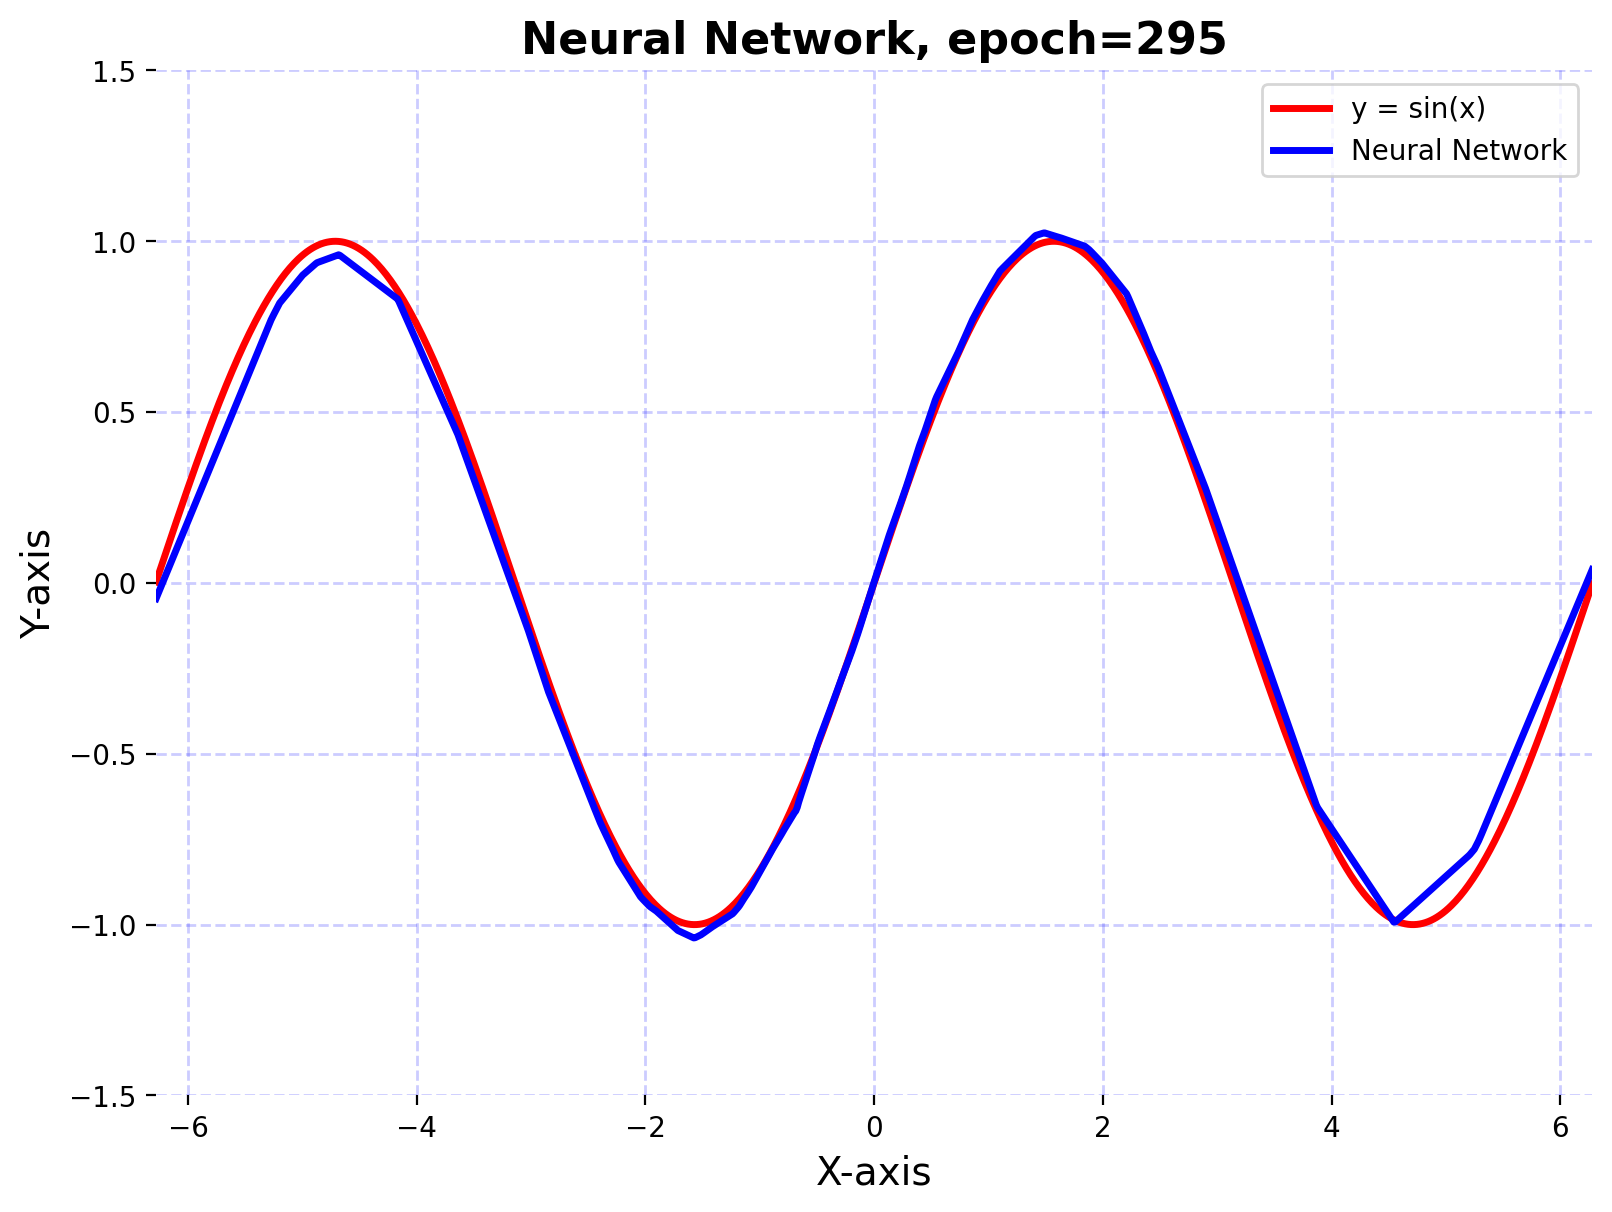 Neural Network, epoch=295
y = sin(x)
Neural Network
1.5
1.0
0.5
0.0
−0.5
−1.0
−1.5
Y-axis
−6 −4 −2 0 2 4 6
X-axis